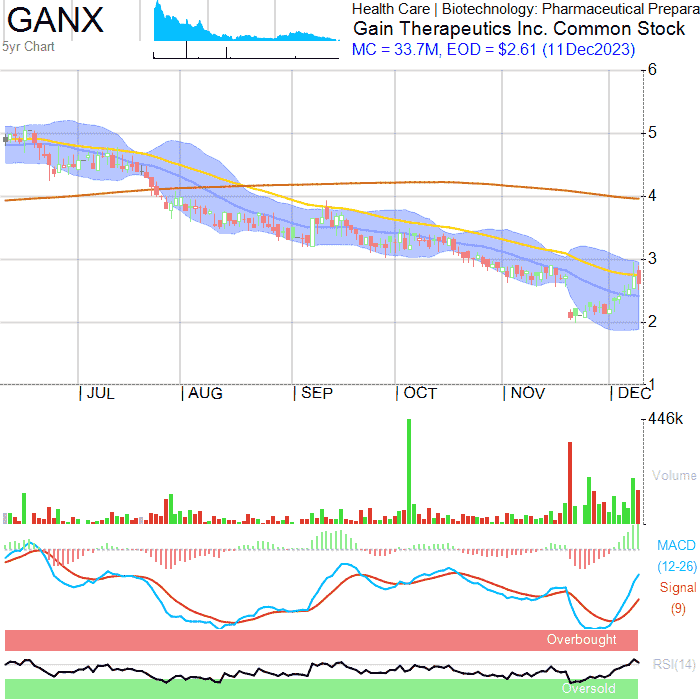 GANX
5yr Chart
Health Care | Biotechnology: Pharmaceutical Prepara
Gain Therapeutics Inc. Common Stock
MC = 33.7M, EOD = $2.61 (11Dec2023)
6
5
4
3
2
1
JUL AUG SEP OCT NOV DEC
446k
Volume
MACD
(12-26)
Signal
(9)
Overbought
RSI(14)
Oversold